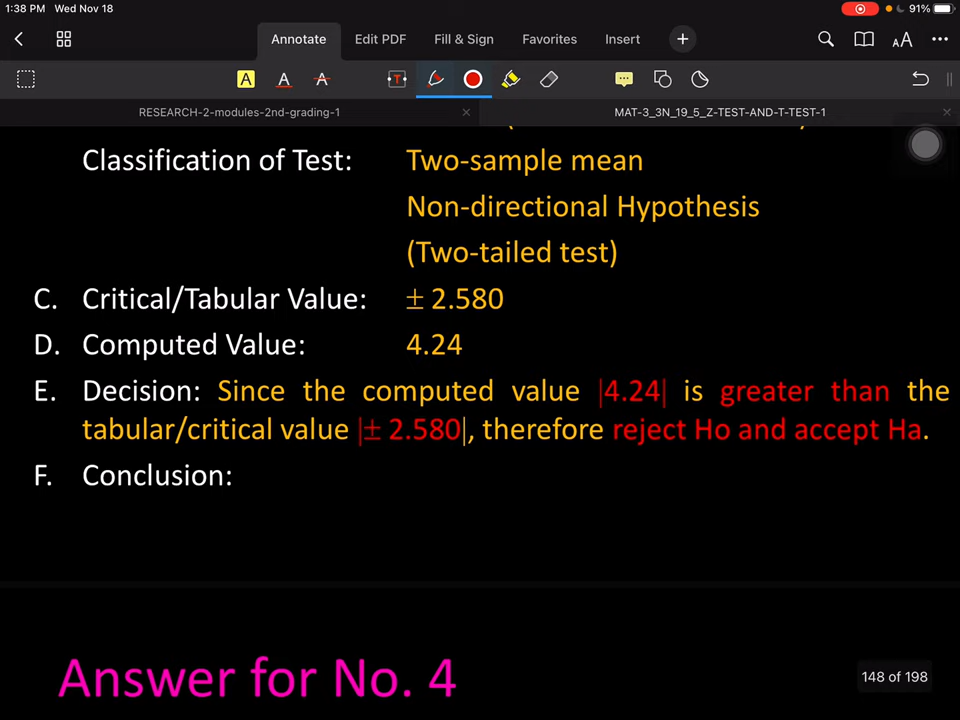 1:38 PM Wed Nov 18
91%
Annotate Edit PDF Fill & Sign Favorites Insert
AA
A A A T
RESEARCH-2-modules-2nd-grading-1 × MAT-3_3N_19_5_Z-TEST-AND-T-TEST-1 ×
Classification of Test: Two-sample mean
Non-directional Hypothesis
(Two-tailed test)
C. Critical/Tabular Value: ± 2.580
D. Computed Value: 4.24
E. Decision: Since the computed value |4.24| is greater than the
tabular/critical value |± 2.580|, therefore reject Ho and accept Ha.
F. Conclusion:
Answer for No. 4
148 of 198